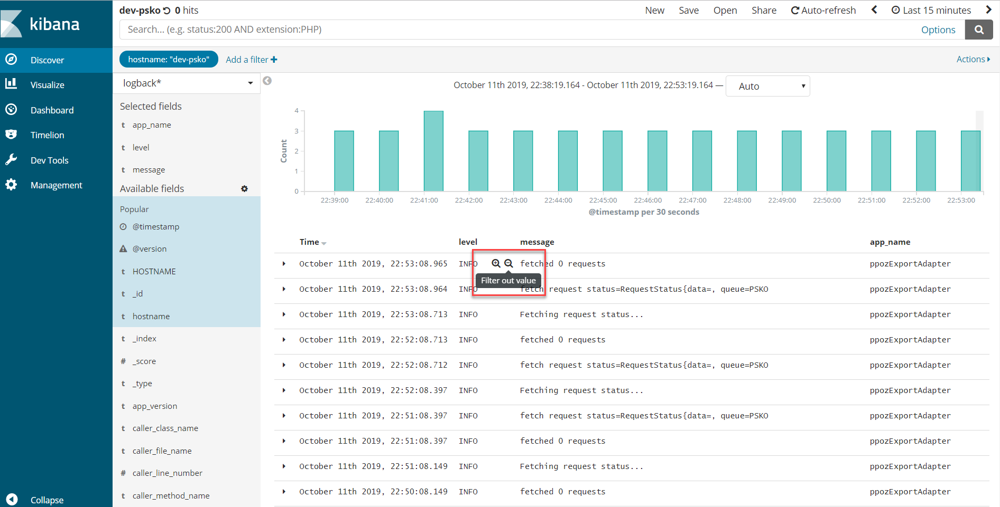 kibana
Discover
Visualize
Dashboard
Timelion
Dev Tools
Management
Collapse
dev-psko 0 hits
New Save Open Share Auto-refresh Last 15 minutes
Search... (e.g. status:200 AND extension:PHP) Options
hostname: "dev-psko" Add a filter Actions
logback*
Selected fields
t app_name
t level
t message
Available fields
Popular
@timestamp
@version
t HOSTNAME
t _id
t hostname
t _index
# _score
t _type
t app_version
t caller_class_name
t caller_file_name
# caller_line_number
t caller_method_name
October 11th 2019, 22:38:19.164 - October 11th 2019, 22:53:19.164 — Auto
Count
4
3
2
1
0
22:39:00 22:40:00 22:41:00 22:42:00 22:43:00 22:44:00 22:45:00 22:46:00 22:47:00 22:48:00 22:49:00 22:50:00 22:51:00 22:52:00 22:53:00
@timestamp per 30 seconds
Time level message app_name
October 11th 2019, 22:53:08.965 INFO fetched 0 requests ppozExportAdapter
Filter out value
October 11th 2019, 22:53:08.964 INFO fetch request status=RequestStatus{data=, queue=PSKO ppozExportAdapter
October 11th 2019, 22:53:08.713 INFO Fetching request status... ppozExportAdapter
October 11th 2019, 22:52:08.713 INFO fetched 0 requests ppozExportAdapter
October 11th 2019, 22:52:08.712 INFO fetch request status=RequestStatus{data=, queue=PSKO ppozExportAdapter
October 11th 2019, 22:52:08.397 INFO Fetching request status... ppozExportAdapter
October 11th 2019, 22:51:08.397 INFO fetch request status=RequestStatus{data=, queue=PSKO ppozExportAdapter
October 11th 2019, 22:51:08.397 INFO fetched 0 requests ppozExportAdapter
October 11th 2019, 22:51:08.149 INFO Fetching request status... ppozExportAdapter
October 11th 2019, 22:50:08.149 INFO fetched 0 requests ppozExportAdapter